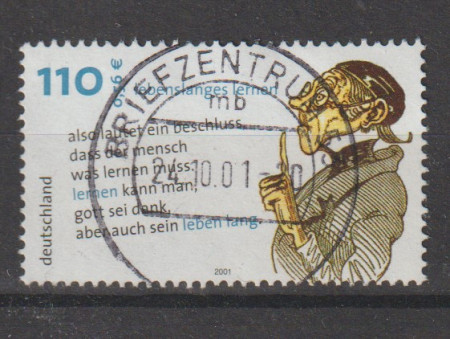 110
0,56€
lebenslanges lernen
also lautet ein beschluss
dass der mensch
was lernen muss:
lernen kann man,
gott sei dank,
aber auch sein leben lang.
deutschland
2001
BRIEFZENTRUM
mb
24.10.01-20